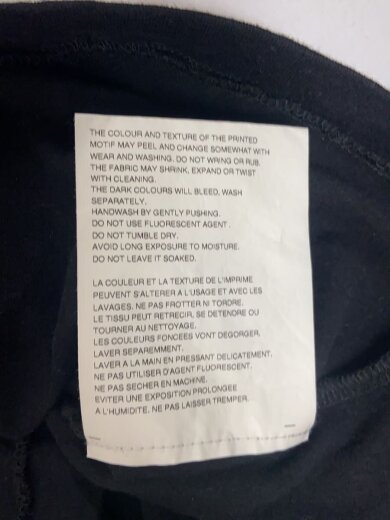 THE COLOUR AND TEXTURE OF THE PRINTED
MOTIF MAY PEEL AND CHANGE SOMEWHAT WITH
WEAR AND WASHING. DO NOT WRING OR RUB.
THE FABRIC MAY SHRINK, EXPAND OR TWIST
WITH CLEANING.
THE DARK COLOURS WILL BLEED, WASH
SEPARATELY.
HANDWASH BY GENTLY PUSHING.
DO NOT USE FLUORESCENT AGENT .
DO NOT TUMBLE DRY.
AVOID LONG EXPOSURE TO MOISTURE.
DO NOT LEAVE IT SOAKED.
LA COULEUR ET LA TEXTURE DE L'IMPRIME
PEUVENT S'ALTERER A L'USAGE ET AVEC LES
LAVAGES. NE PAS FROTTER NI TORDRE.
LE TISSU PEUT RETRECIR, SE DETENDRE OU
TOURNER AU NETTOYAGE.
LES COULEURS FONCEES VONT DEGORGER,
LAVER SEPAREMMENT.
LAVER A LA MAIN EN PRESSANT DELICATEMENT.
NE PAS UTILISER D'AGENT FLUORESCENT.
NE PAS SECHER EN MACHINE.
EVITER UNE EXPOSITION PROLONGEE
A L'HUMIDITE. NE PAS LAISSER TREMPER.